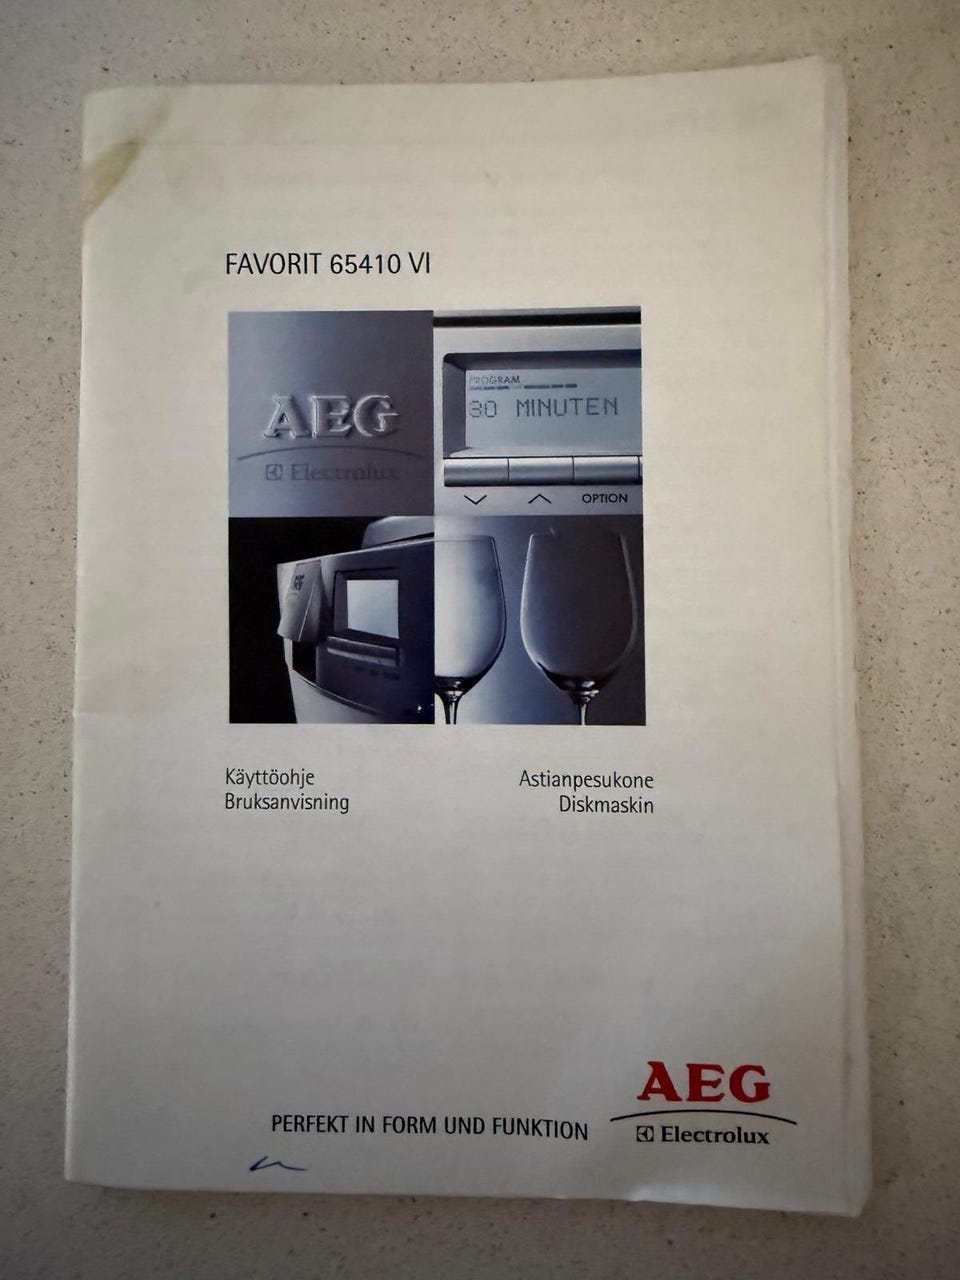 FAVORIT 65410 VI
AEG
Electrolux
PROGRAM
30 MINUTEN
OPTION
Käyttöohje
Bruksanvisning
Astianpesukone
Diskmaskin
PERFEKT IN FORM UND FUNKTION
AEG
Electrolux